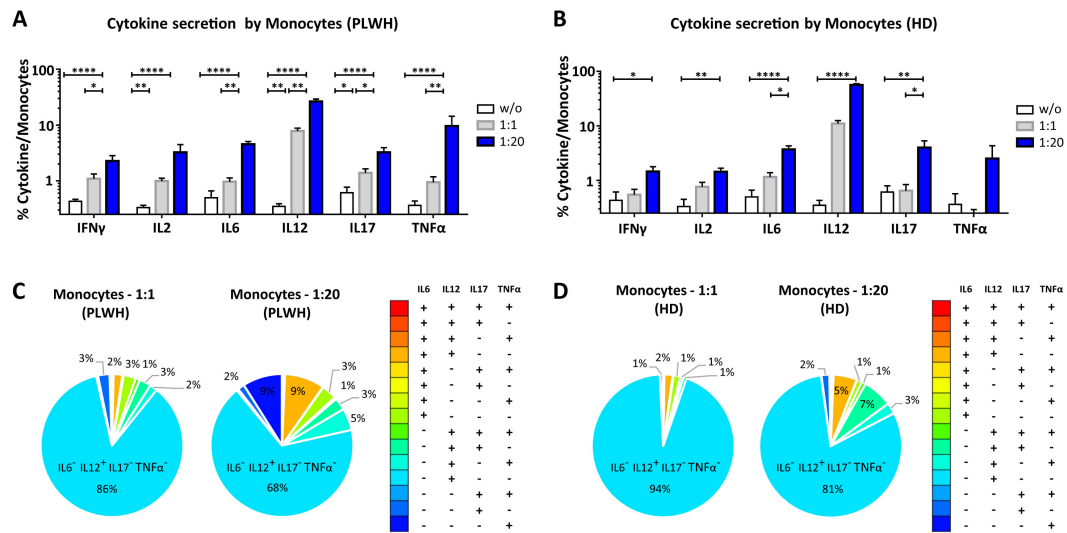 A
Cytokine secretion by Monocytes (PLWH)
% Cytokine/Monocytes
100
10
1
**** **** **** **** **** ****
* ** ** ** ** * * **
IFNγ IL2 IL6 IL12 IL17 TNFα
w/o
1:1
1:20
B
Cytokine secretion by Monocytes (HD)
% Cytokine/Monocytes
100
10
1
* ** **** **** **
* *
IFNγ IL2 IL6 IL12 IL17 TNFα
w/o
1:1
1:20
C
Monocytes - 1:1
(PLWH)
3% 2% 3% 1%
3%
2%
IL6- IL12+ IL17- TNFα-
86%
Monocytes - 1:20
(PLWH)
2% 9% 9% 3%
1%
3%
5%
IL6- IL12+ IL17- TNFα-
68%
IL6 IL12 IL17 TNFα
+ + + +
+ + + -
+ + - +
+ + - -
+ - + +
+ - + -
+ - - +
+ - - -
- + + +
- + + -
- + - +
- + - -
- - + +
- - + -
- - - +
D
Monocytes - 1:1
(HD)
1% 2% 1% 1%
1%
IL6- IL12+ IL17- TNFα-
94%
Monocytes - 1:20
(HD)
2% 5% 1%
1%
7%
3%
IL6- IL12+ IL17- TNFα-
81%
IL6 IL12 IL17 TNFα
+ + + +
+ + + -
+ + - +
+ + - -
+ - + +
+ - + -
+ - - +
+ - - -
- + + +
- + + -
- + - +
- + - -
- - + +
- - + -
- - - +